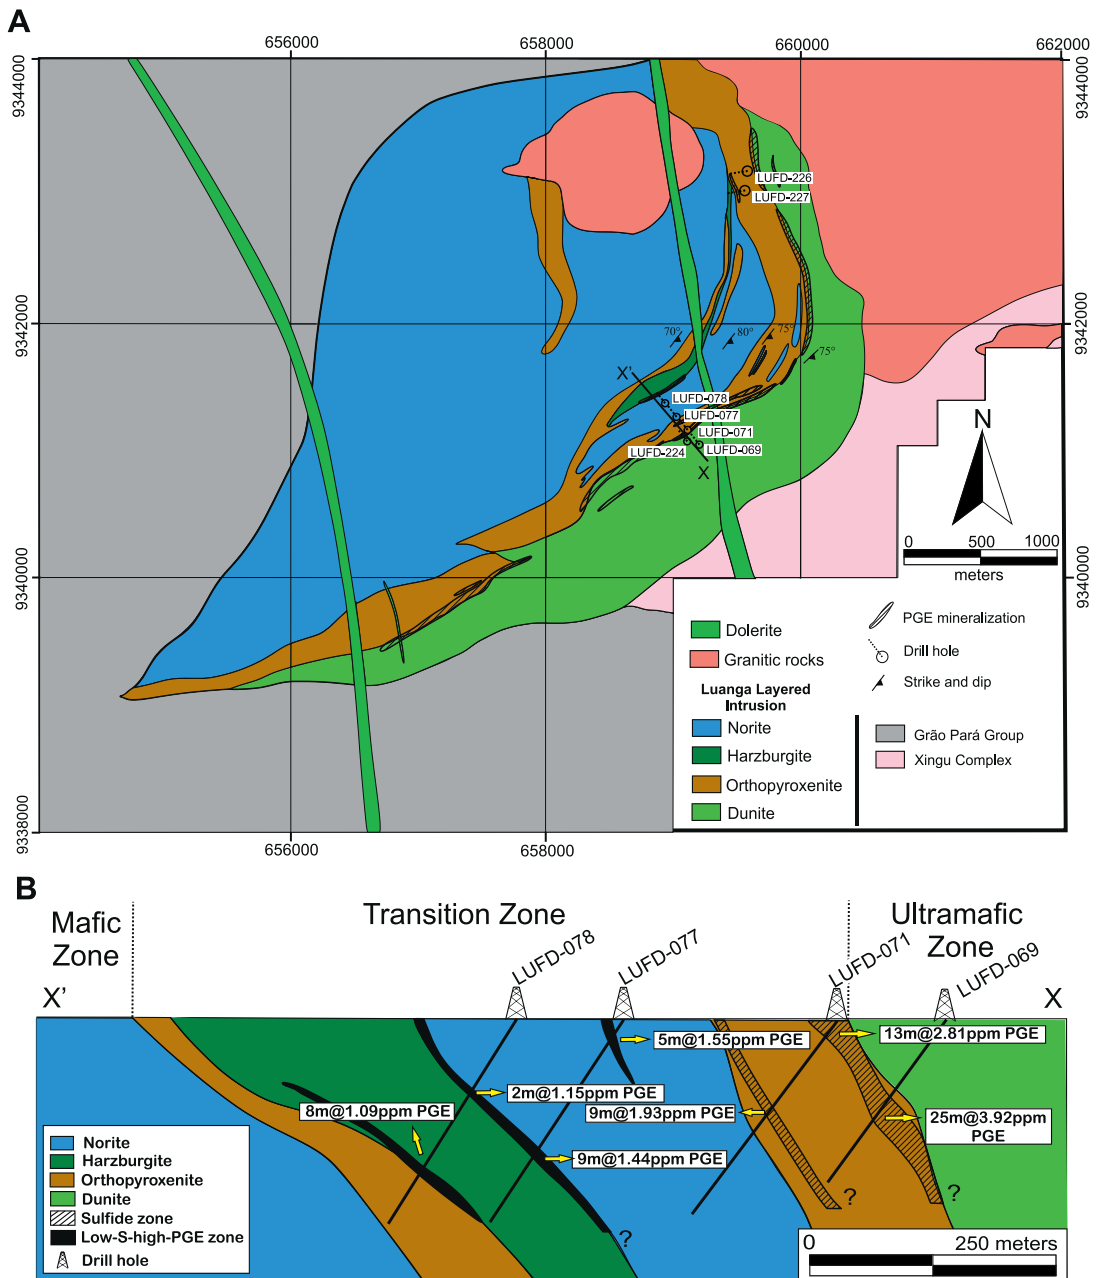 A
656000
658000
660000
662000
9344000
9344000
LUFD-226
LUFD-227
9342000
9342000
70°
80°
75°
75°
X'
LUFD-078
LUFD-077
LUFD-071
LUFD-224
LUFD-069
X
N
0 500 1000
meters
9340000
9340000
Dolerite
Granitic rocks
Luanga Layered
Intrusion
Norite
Harzburgite
Orthopyroxenite
Dunite
PGE mineralization
Drill hole
Strike and dip
Grão Pará Group
Xingu Complex
9338000
656000
658000
B
Mafic
Zone
Transition Zone
Ultramafic
Zone
LUFD-078
LUFD-077
LUFD-071
LUFD-069
X'
X
5m@1.55ppm PGE
13m@2.81ppm PGE
2m@1.15ppm PGE
8m@1.09ppm PGE
9m@1.93ppm PGE
25m@3.92ppm
PGE
9m@1.44ppm PGE
?
?
?
Norite
Harzburgite
Orthopyroxenite
Dunite
Sulfide zone
Low-S-high-PGE zone
Drill hole
0 250 meters